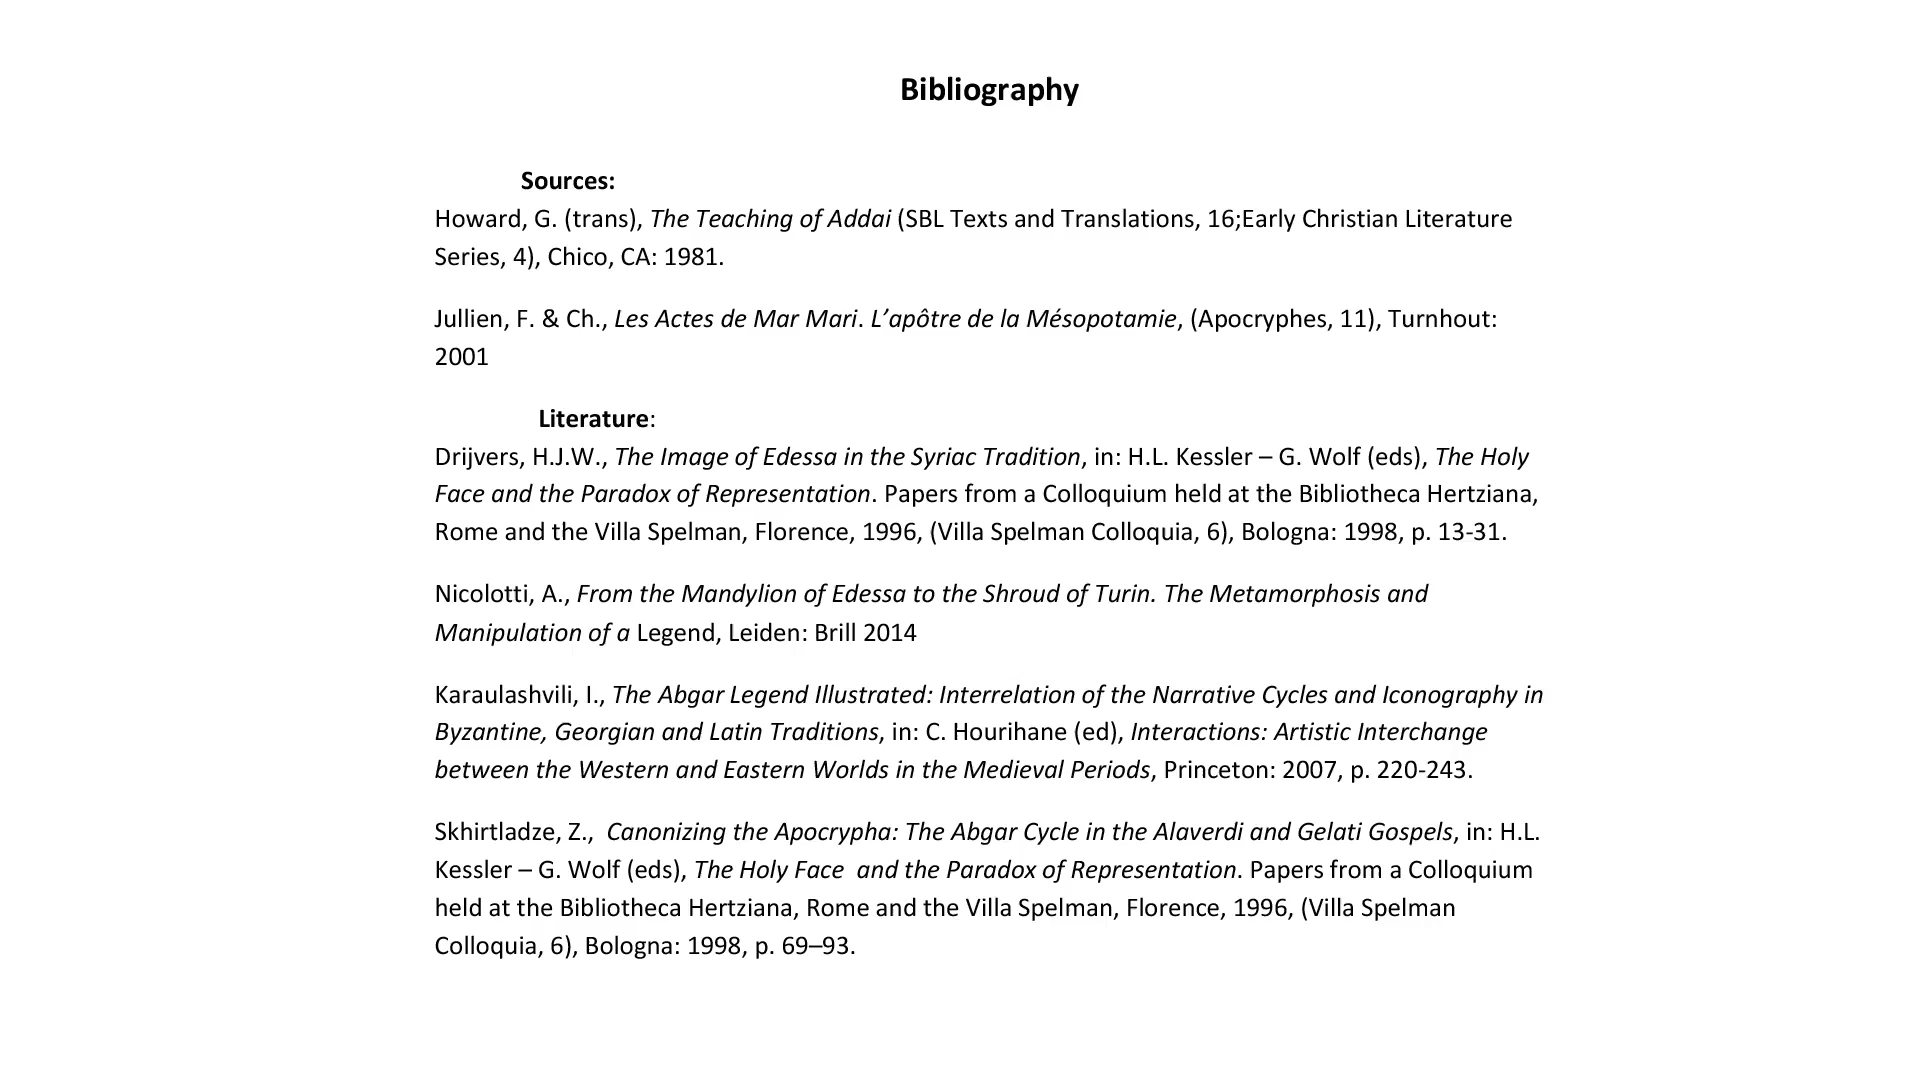 Bibliography
Sources:
Howard, G. (trans), The Teaching of Addai (SBL Texts and Translations, 16;Early Christian Literature
Series, 4), Chico, CA: 1981.
Jullien, F. & Ch., Les Actes de Mar Mari. L’apôtre de la Mésopotamie, (Apocryphes, 11), Turnhout:
2001
Literature:
Drijvers, H.J.W., The Image of Edessa in the Syriac Tradition, in: H.L. Kessler – G. Wolf (eds), The Holy
Face and the Paradox of Representation. Papers from a Colloquium held at the Bibliotheca Hertziana,
Rome and the Villa Spelman, Florence, 1996, (Villa Spelman Colloquia, 6), Bologna: 1998, p. 13-31.
Nicolotti, A., From the Mandylion of Edessa to the Shroud of Turin. The Metamorphosis and
Manipulation of a Legend, Leiden: Brill 2014
Karaulashvili, I., The Abgar Legend Illustrated: Interrelation of the Narrative Cycles and Iconography in
Byzantine, Georgian and Latin Traditions, in: C. Hourihane (ed), Interactions: Artistic Interchange
between the Western and Eastern Worlds in the Medieval Periods, Princeton: 2007, p. 220-243.
Skhirtladze, Z.,  Canonizing the Apocrypha: The Abgar Cycle in the Alaverdi and Gelati Gospels, in: H.L.
Kessler – G. Wolf (eds), The Holy Face  and the Paradox of Representation. Papers from a Colloquium
held at the Bibliotheca Hertziana, Rome and the Villa Spelman, Florence, 1996, (Villa Spelman
Colloquia, 6), Bologna: 1998, p. 69–93.